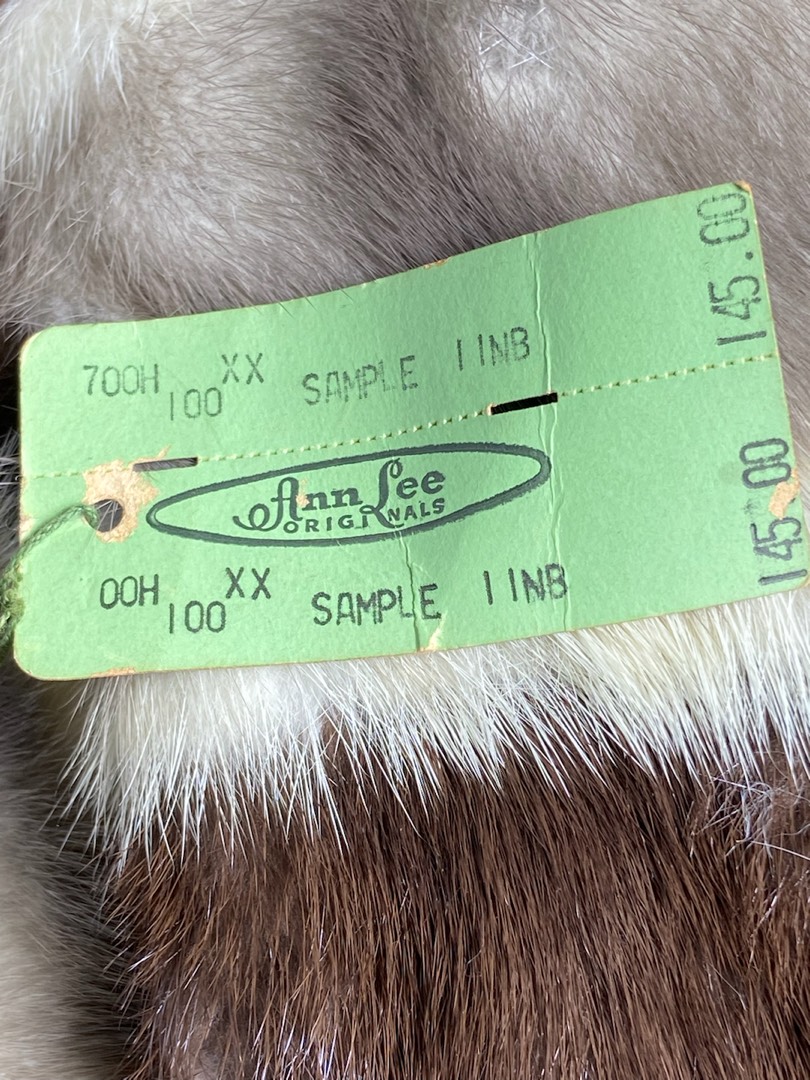 700H 100 XX SAMPLE 11NB 145.00
Ann Lee
ORIGINALS
00H 100 XX SAMPLE 11NB 145.00